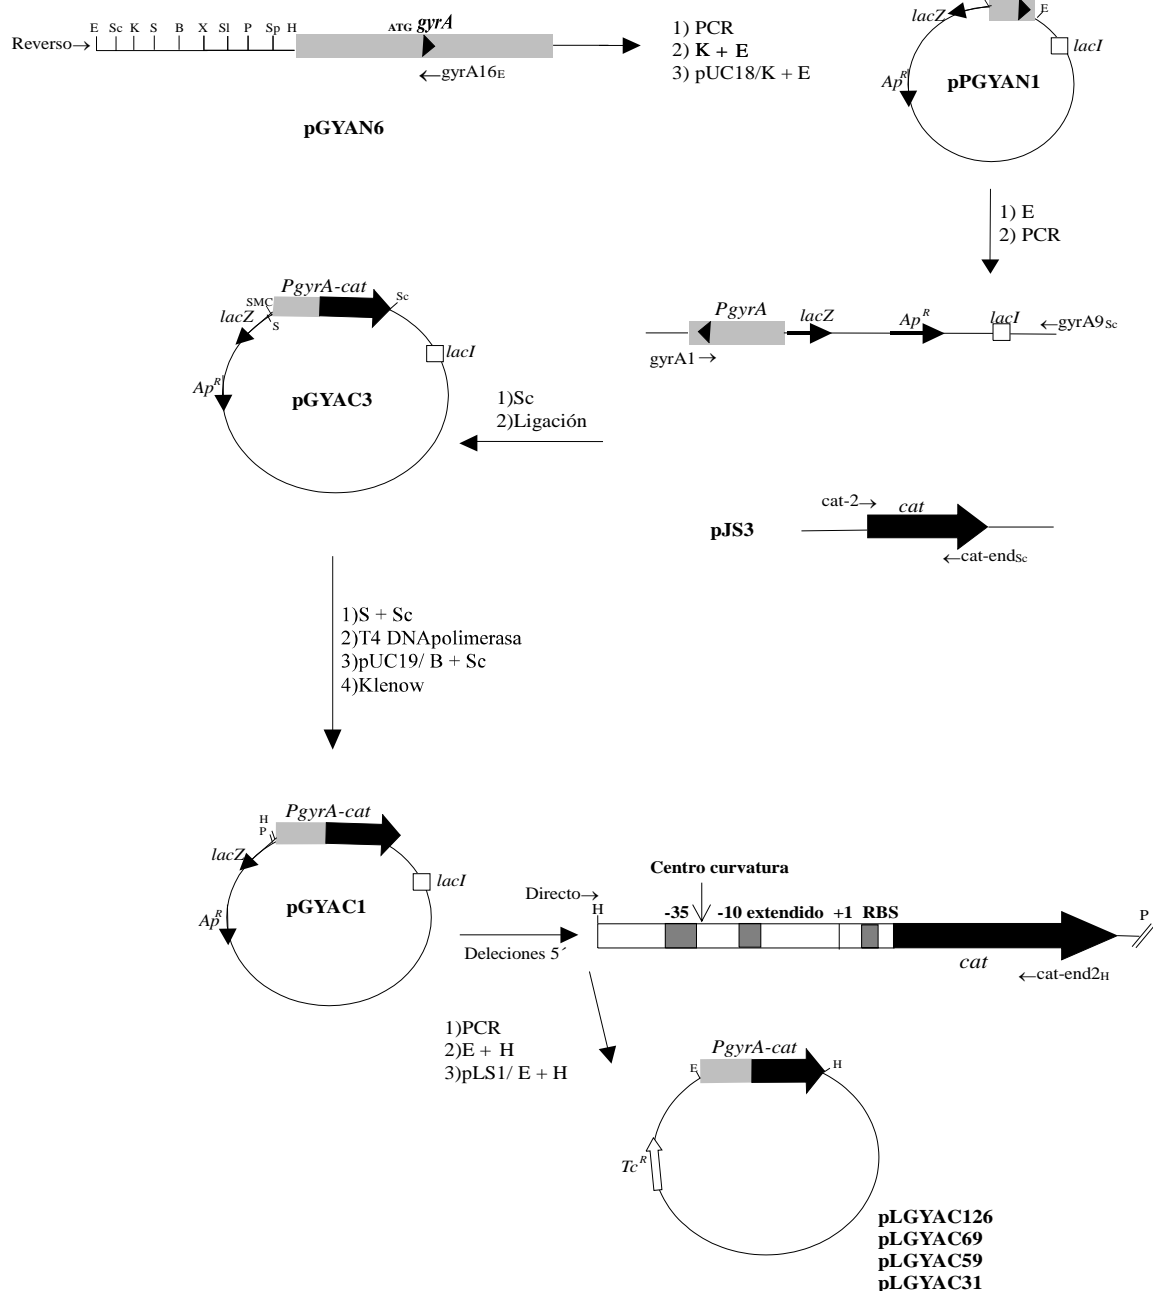 E Sc K S B X Sl P Sp H
ATG gyrA
Reverso→
←gyrA16E
pGYAN6
1) PCR
2) K + E
3) pUC18/K + E
lacZ
E
lacI
ApR
pPGYAN1
1) E
2) PCR
PgyrA
lacZ
ApR
lacI
←gyrA9Sc
gyrA1→
PgyrA-cat
SMC
S
Sc
lacZ
lacI
ApR
pGYAC3
1)Sc
2)Ligación
cat-2→
cat
pJS3
←cat-endSc
1)S + Sc
2)T4 DNApolimerasa
3)pUC19/ B + Sc
4)Klenow
PgyrA-cat
H
P
lacZ
lacI
ApR
pGYAC1
Deleciones 5´
Centro curvatura
Directo→
H
-35 -10 extendido +1 RBS
P
cat
←cat-end2H
1)PCR
2)E + H
3)pLS1/ E + H
PgyrA-cat
E
H
TcR
pLGYAC126
pLGYAC69
pLGYAC59
pLGYAC31